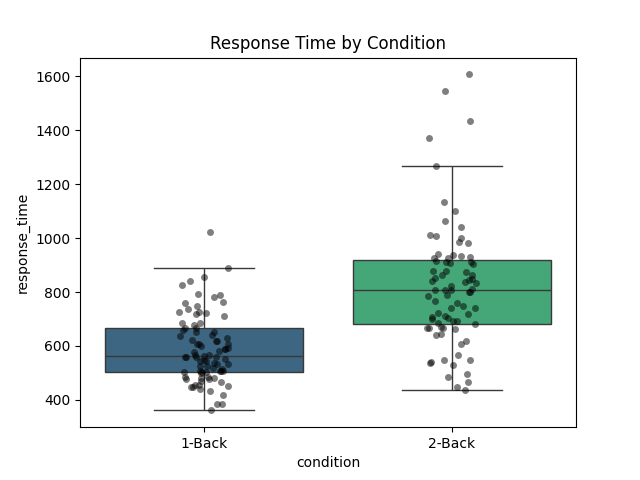 Response Time by Condition
1600
1400
1200
1000
800
600
400
response_time
1-Back
2-Back
condition